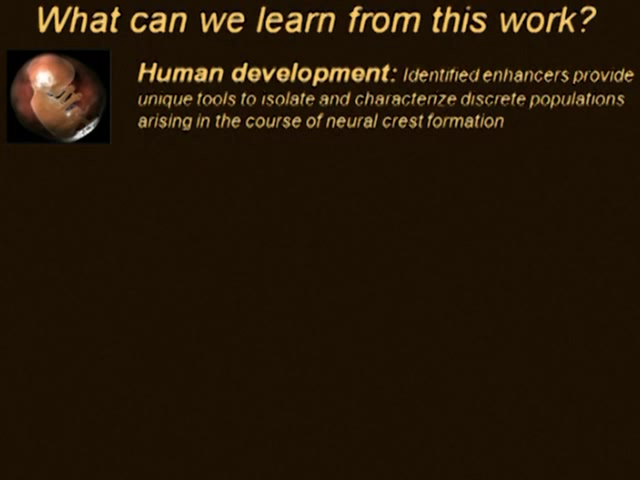 What can we learn from this work?
Human development: Identified enhancers provide
unique tools to isolate and characterize discrete populations
arising in the course of neural crest formation